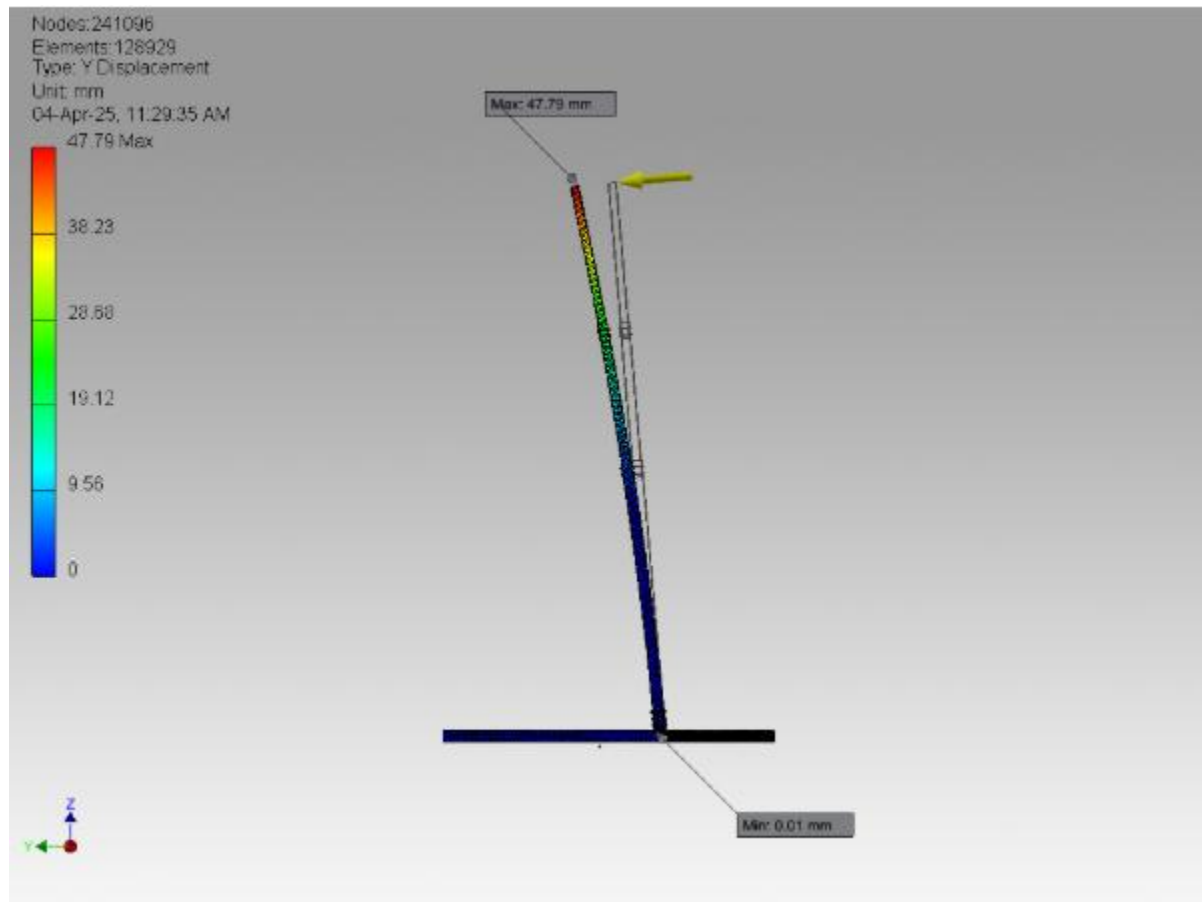 Nodes:241096
Elements:128929
Type: Y Displacement
Unit: mm
04-Apr-25, 11:29:35 AM
47.79 Max
38.23
28.68
19.12
9.56
0
Max: 47.79 mm
Min: 0.01 mm
Z
Y